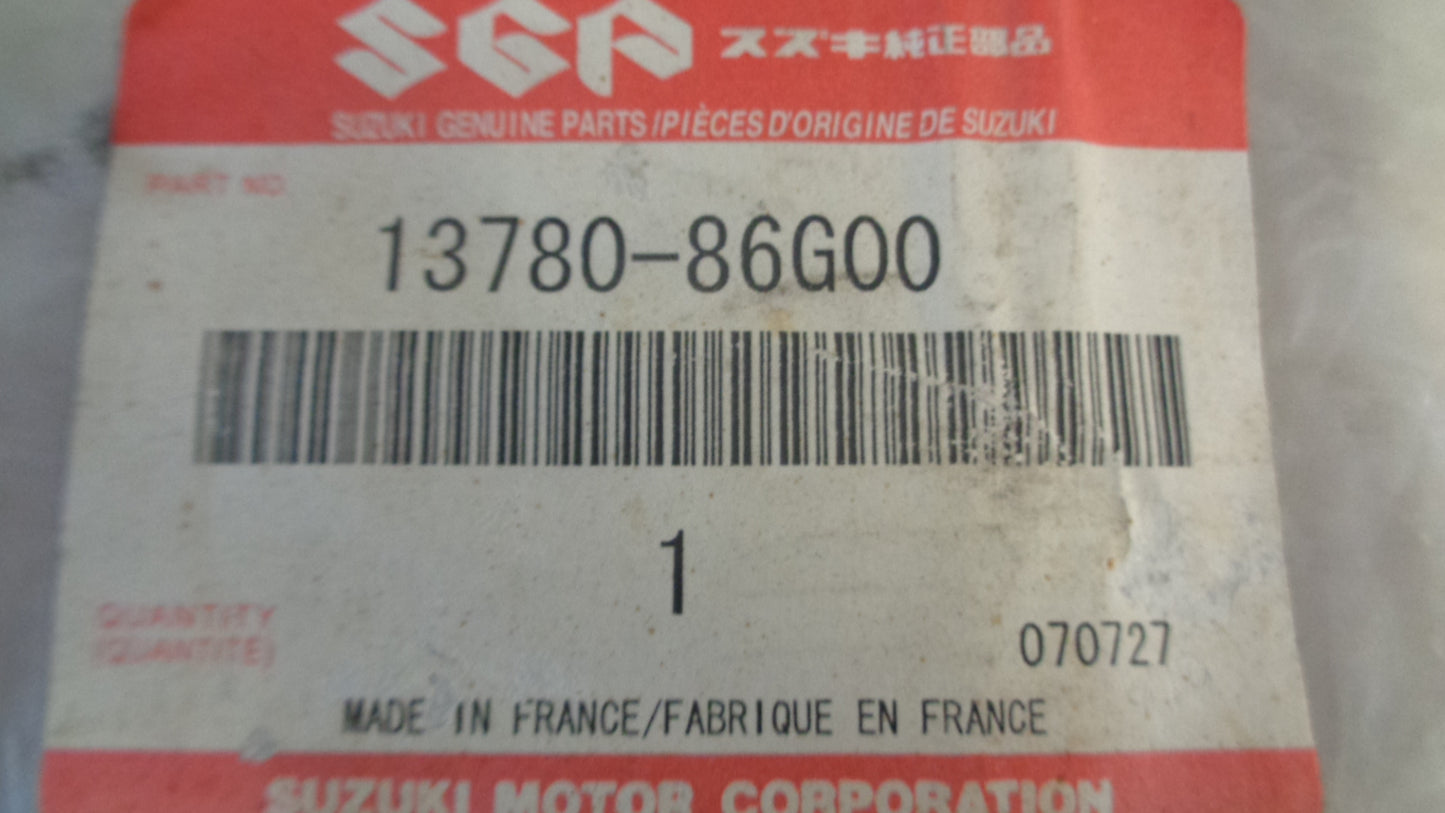 SGP スズキ純正部品
SUZUKI GENUINE PARTS/PIÈCES D'ORIGINE DE SUZUKI
PART NO.
13780-86G00
1
QUANTITY
(QUANTITÉ)
070727
MADE IN FRANCE/FABRIQUE EN FRANCE
SUZUKI MOTOR CORPORATION